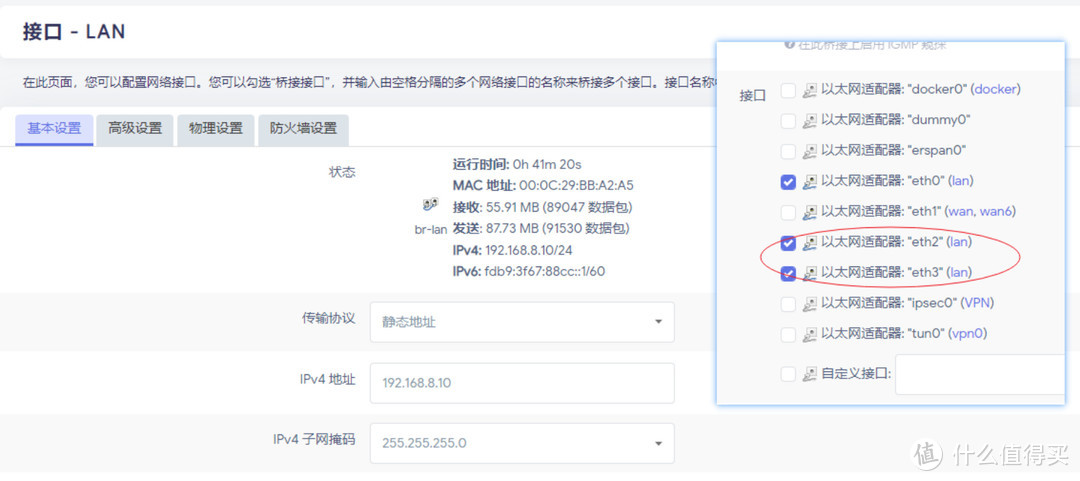 接口 - LAN
在此页面，您可以配置网络接口。您可以勾选“桥接接口”，并输入由空格分隔的多个网络接口的名称来桥接多个接口。接口名称
基本设置
高级设置
物理设置
防火墙设置
状态
br-lan
运行时间: 0h 41m 20s
MAC 地址: 00:0C:29:BB:A2:A5
接收: 55.91 MB (89047 数据包)
发送: 87.73 MB (91530 数据包)
IPv4: 192.168.8.10/24
IPv6: fdb9:3f67:88cc::1/60
传输协议
静态地址
IPv4 地址
192.168.8.10
IPv4 子网掩码
255.255.255.0
在此桥接上启用 IGMP 窥探
接口
以太网适配器: "docker0" (docker)
以太网适配器: "dummy0"
以太网适配器: "erspan0"
以太网适配器: "eth0" (lan)
以太网适配器: "eth1" (wan, wan6)
以太网适配器: "eth2" (lan)
以太网适配器: "eth3" (lan)
以太网适配器: "ipsec0" (VPN)
以太网适配器: "tun0" (vpn0)
自定义接口:
值 什么值得买